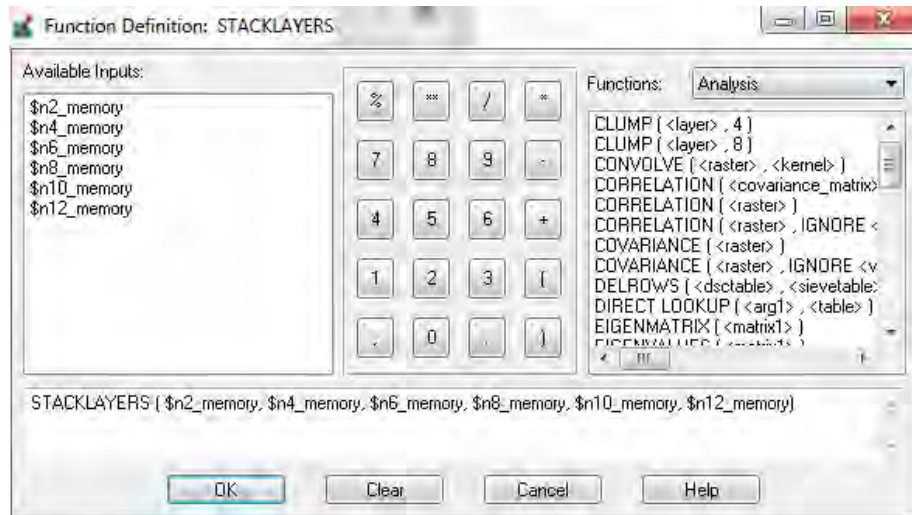 Function Definition: STACKLAYERS
Available Inputs:
$n2_memory
$n4_memory
$n6_memory
$n8_memory
$n10_memory
$n12_memory
% ** / *
7 8 9 -
4 5 6 +
1 2 3 (
, 0 . )
Functions: Analysis
CLUMP ( <layer> , 4 )
CLUMP ( <layer> , 8 )
CONVOLVE ( <raster> , <kernel> )
CORRELATION ( <covariance_matrix>
CORRELATION ( <raster> )
CORRELATION ( <raster> , IGNORE <
COVARIANCE ( <raster> )
COVARIANCE ( <raster> , IGNORE <v
DELROWS ( <dsctable> , <sievetable>
DIRECT LOOKUP ( <arg1> , <table> )
EIGENMATRIX ( <matrix1> )
EIGENVALUES ( <matrix1> )
STACKLAYERS ( $n2_memory, $n4_memory, $n6_memory, $n8_memory, $n10_memory, $n12_memory)
OK Clear Cancel Help